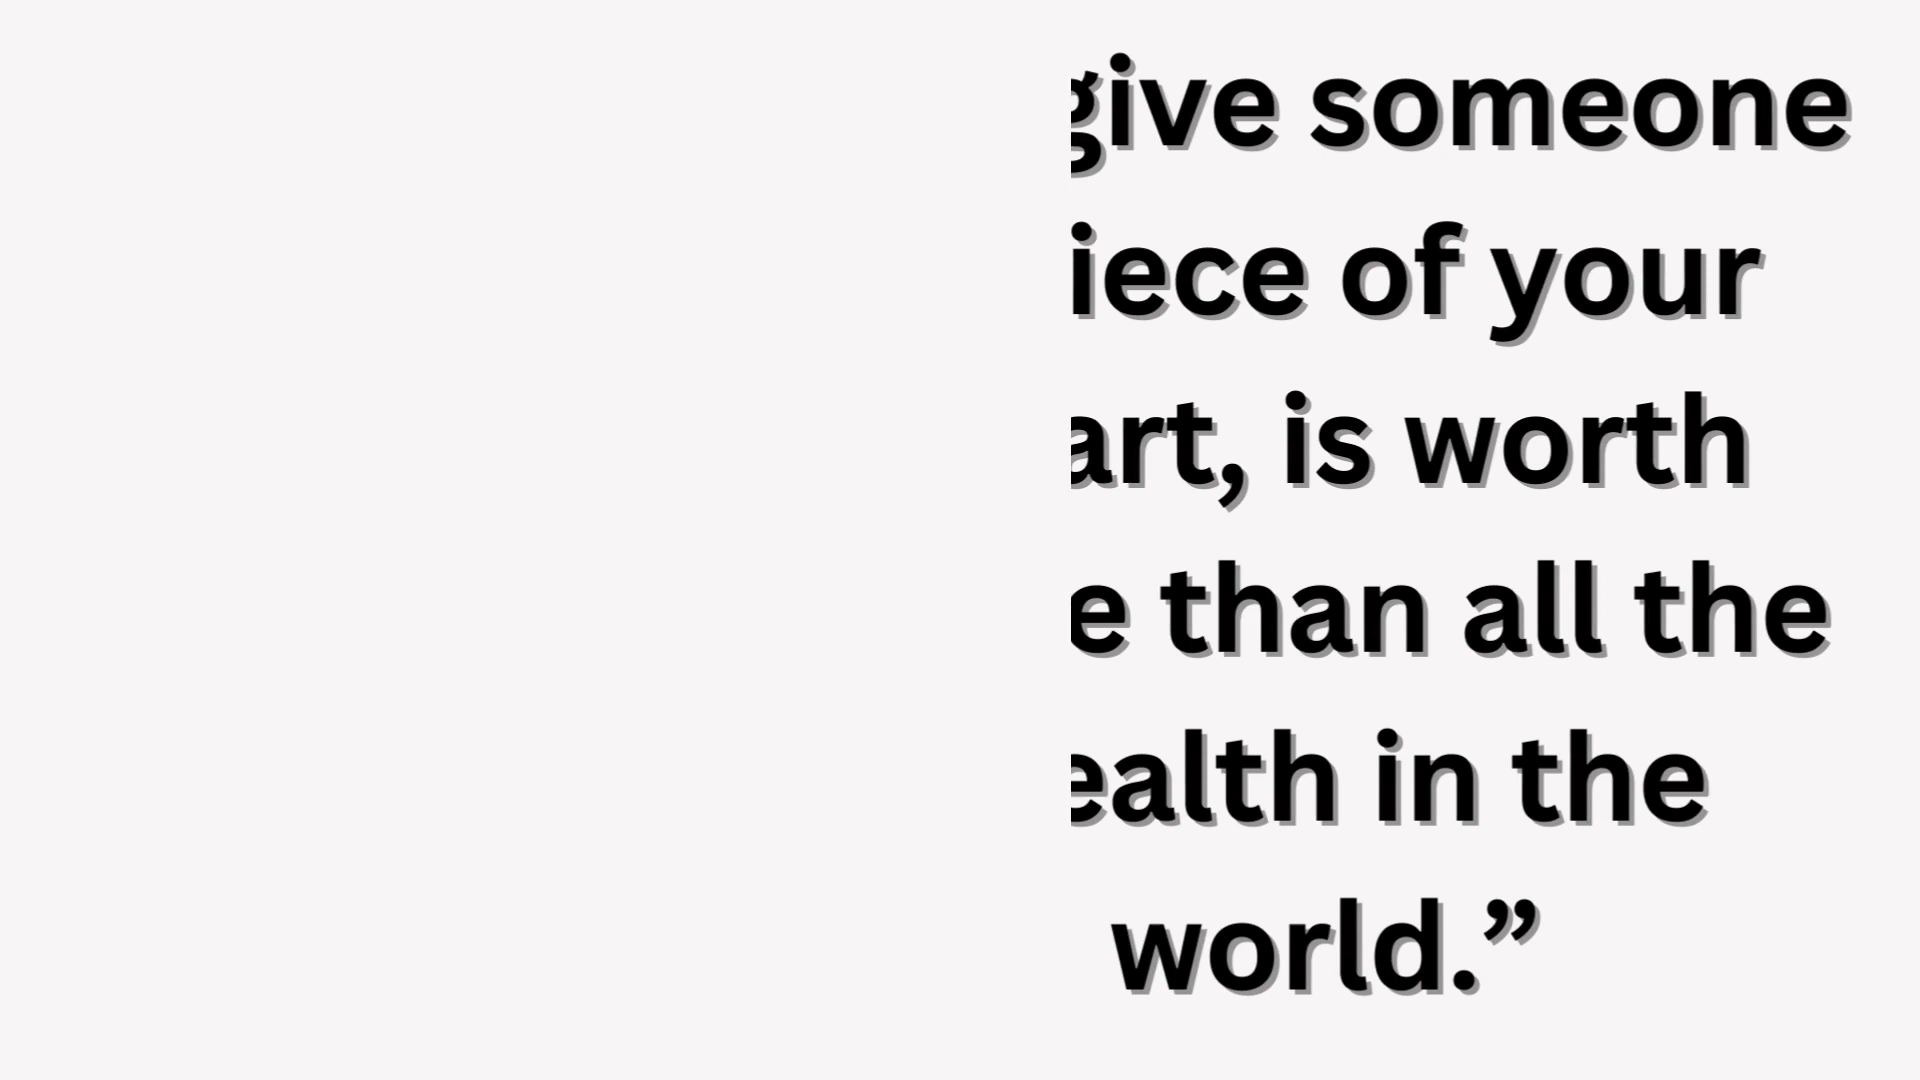 give someone
iece of your
art, is worth
e than all the
ealth in the
world.”